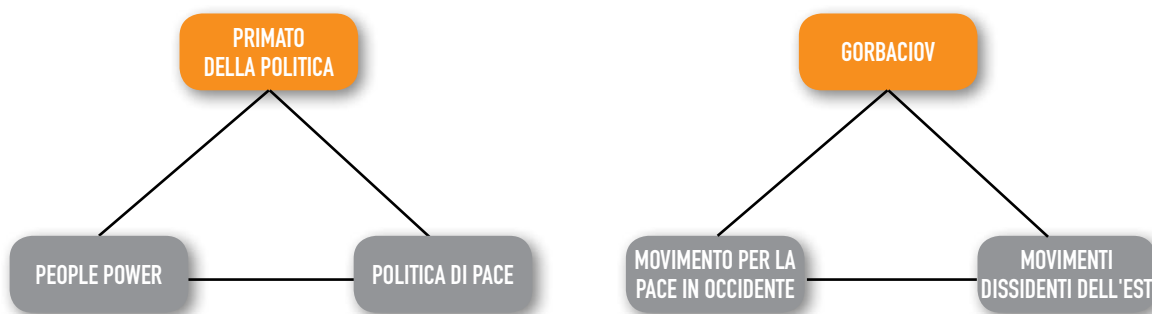 PRIMATO
DELLA POLITICA
PEOPLE POWER
POLITICA DI PACE
GORBACIOV
MOVIMENTO PER LA
PACE IN OCCIDENTE
MOVIMENTI
DISSIDENTI DELL'EST